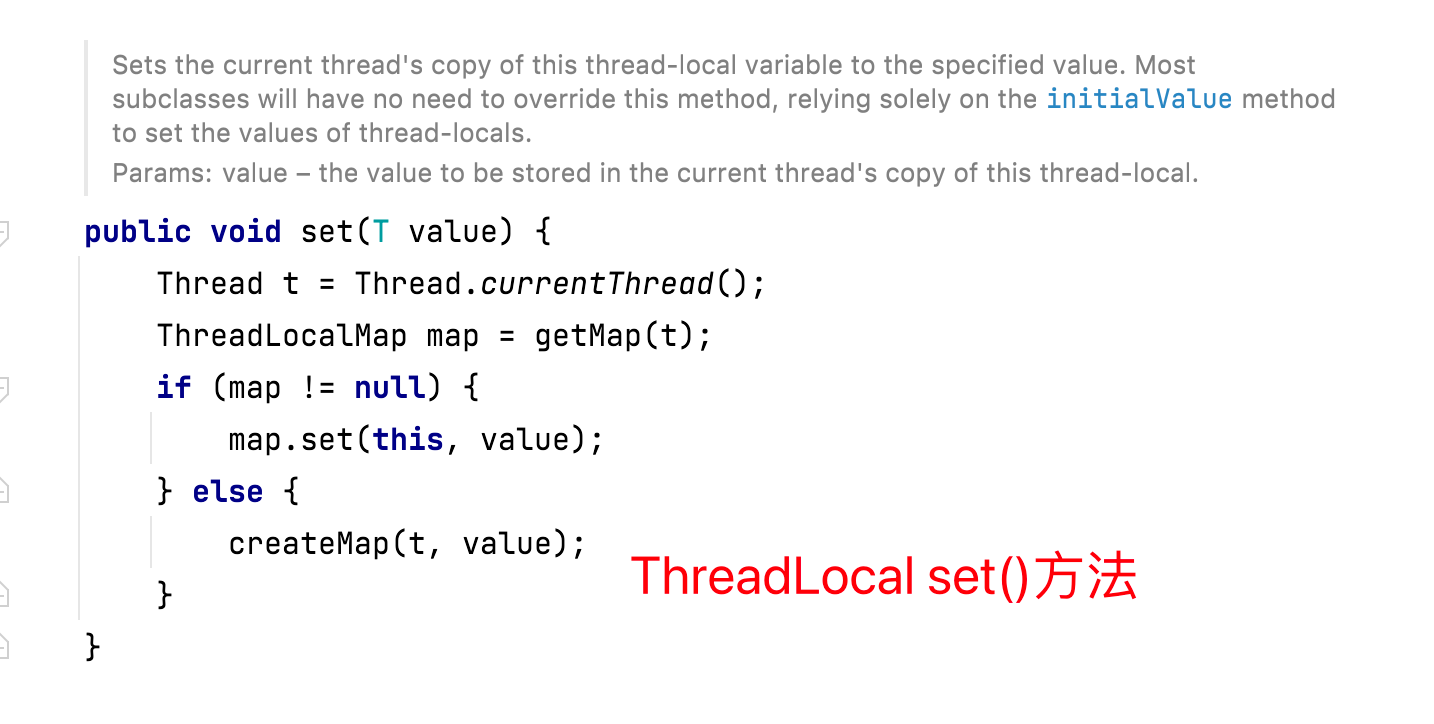 Sets the current thread's copy of this thread-local variable to the specified value. Most
subclasses will have no need to override this method, relying solely on the initialValue method
to set the values of thread-locals.
Params: value – the value to be stored in the current thread's copy of this thread-local.
public void set(T value) {
    Thread t = Thread.currentThread();
    ThreadLocalMap map = getMap(t);
    if (map != null) {
        map.set(this, value);
    } else {
        createMap(t, value);
    }
ThreadLocal set()方法
}